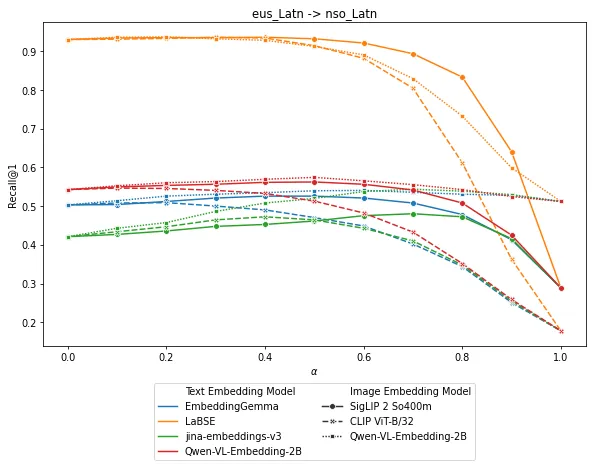 eus_Latn -> nso_Latn
Recall@1
0.9
0.8
0.7
0.6
0.5
0.4
0.3
0.2
0.0 0.2 0.4 0.6 0.8 1.0
α
Text Embedding Model Image Embedding Model
EmbeddingGemma SigLIP 2 So400m
LaBSE CLIP ViT-B/32
jina-embeddings-v3 Qwen-VL-Embedding-2B
Qwen-VL-Embedding-2B